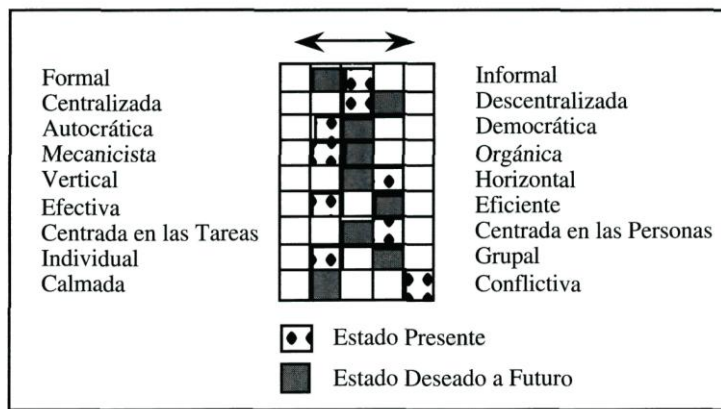 Formal Informal
Centralizada Descentralizada
Autocrática Democrática
Mecanicista Orgánica
Vertical Horizontal
Efectiva Eficiente
Centrada en las Tareas Centrada en las Personas
Individual Grupal
Calmada Conflictiva
Estado Presente
Estado Deseado a Futuro